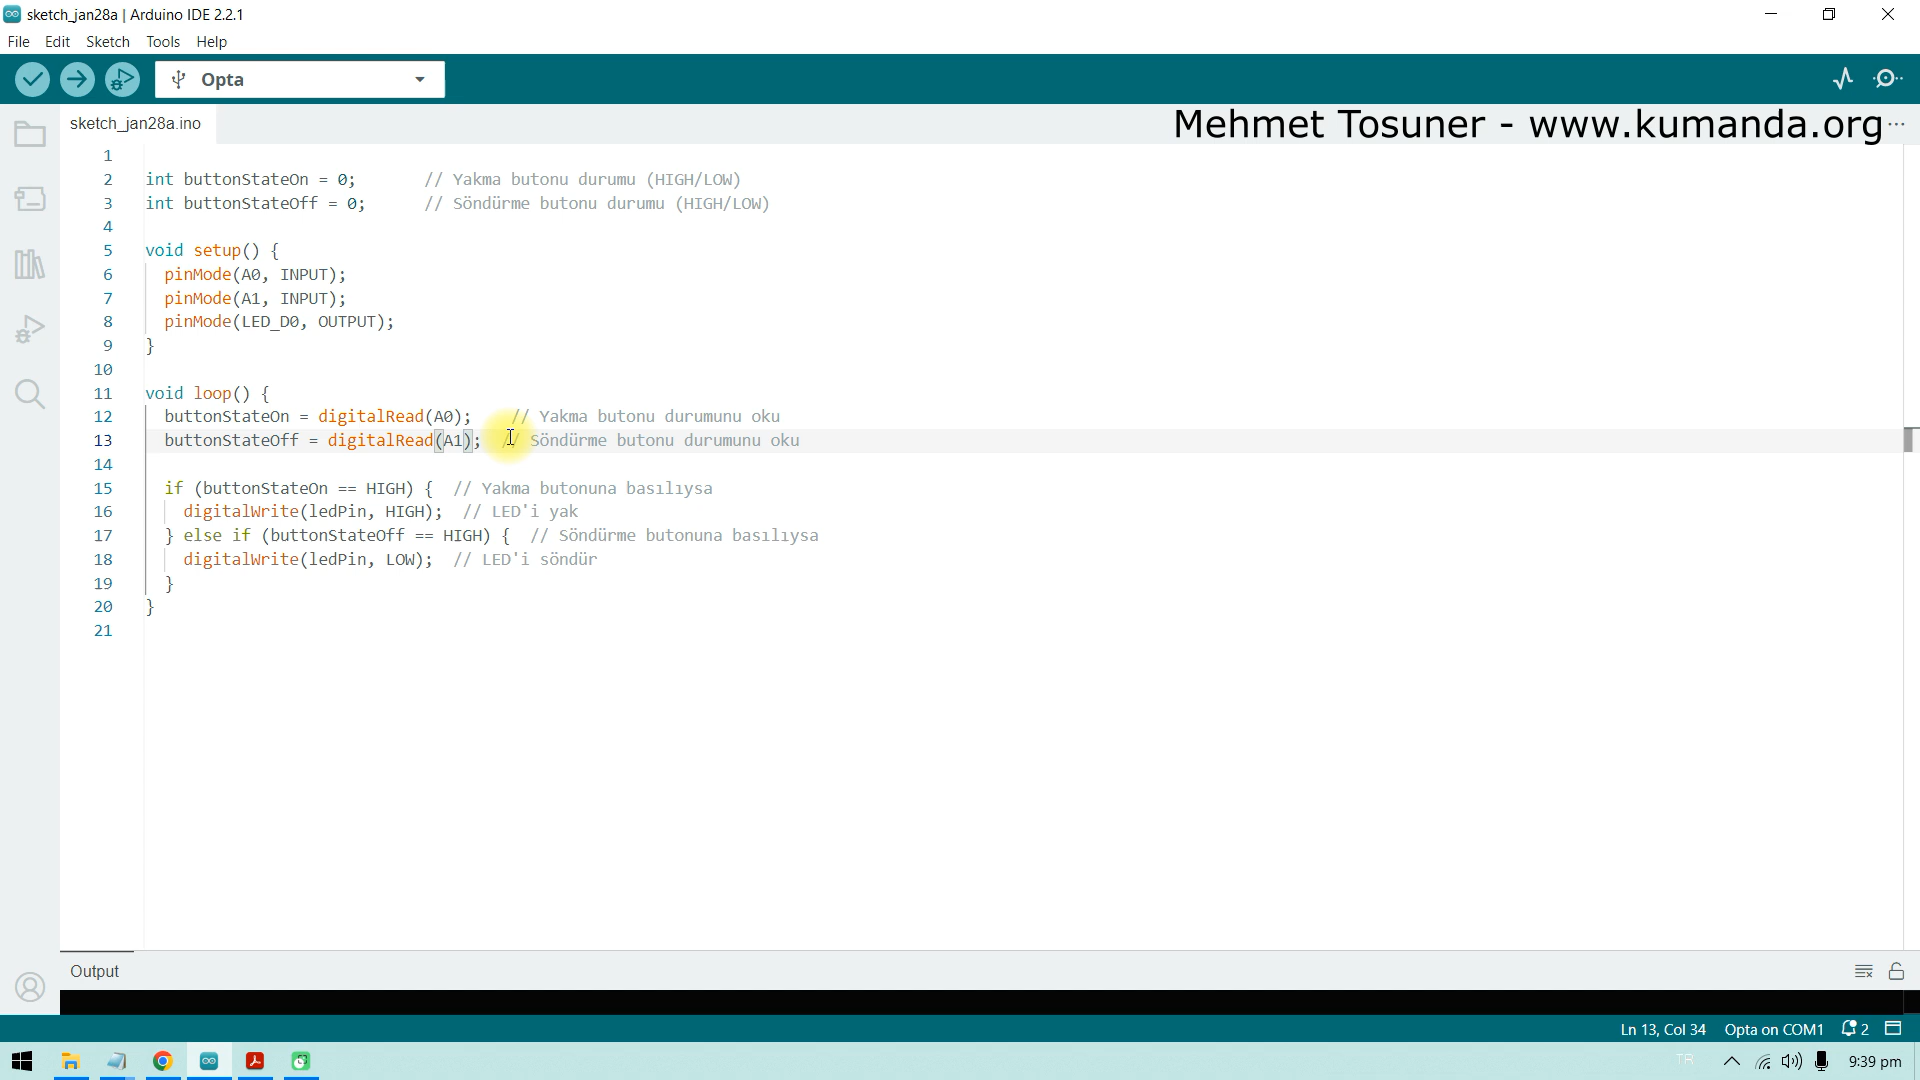 sketch_jan28a | Arduino IDE 2.2.1
File Edit Sketch Tools Help
Opta
sketch_jan28a.ino
Mehmet Tosuner - www.kumanda.org
1
2 int buttonStateOn = 0; // Yakma butonu durumu (HIGH/LOW)
3 int buttonStateOff = 0; // Söndürme butonu durumu (HIGH/LOW)
4
5 void setup() {
6 pinMode(A0, INPUT);
7 pinMode(A1, INPUT);
8 pinMode(LED_D0, OUTPUT);
9 }
10
11 void loop() {
12 buttonStateOn = digitalRead(A0); // Yakma butonu durumunu oku
13 buttonStateOff = digitalRead(A1); // Söndürme butonu durumunu oku
14
15 if (buttonStateOn == HIGH) { // Yakma butonuna basılıysa
16 digitalWrite(ledPin, HIGH); // LED'i yak
17 } else if (buttonStateOff == HIGH) { // Söndürme butonuna basılıysa
18 digitalWrite(ledPin, LOW); // LED'i söndür
19 }
20 }
21
Output
Ln 13, Col 34 Opta on COM1 2
TR 9:39 pm